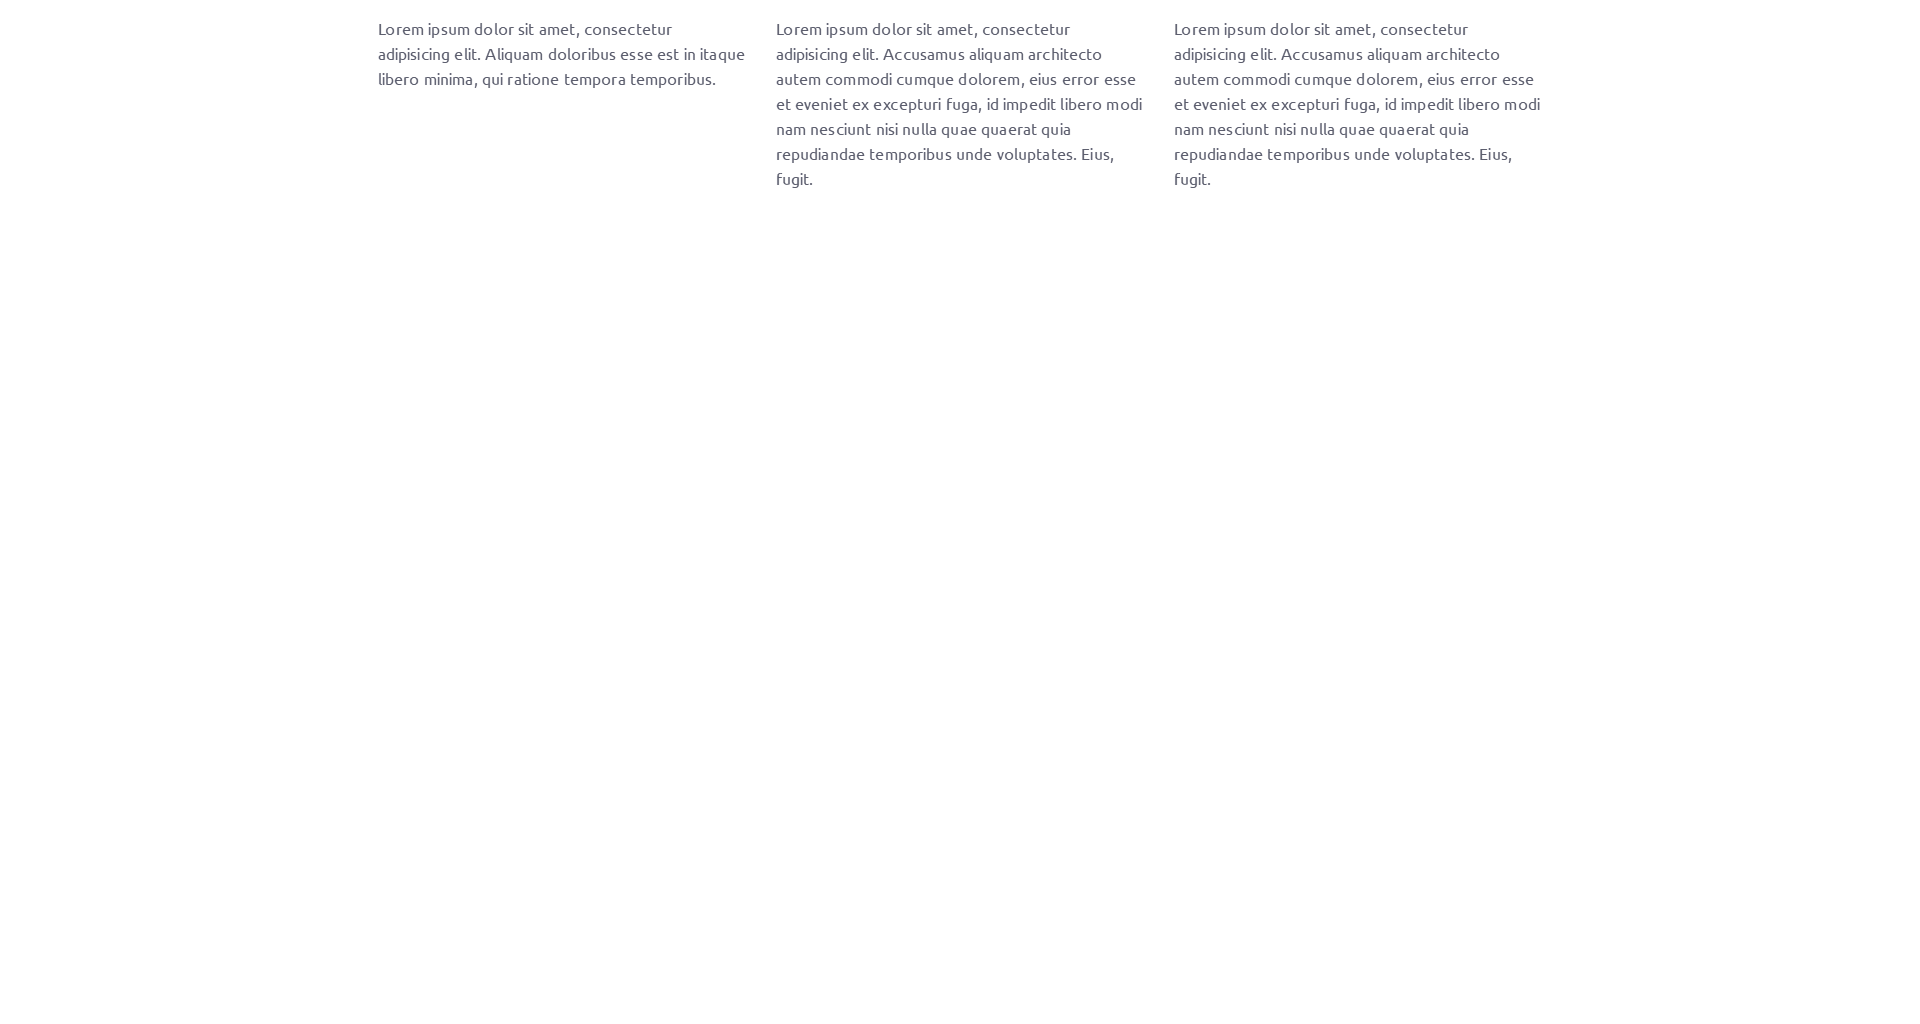 Lorem ipsum dolor sit amet, consectetur
adipisicing elit. Aliquam doloribus esse est in itaque
libero minima, qui ratione tempora temporibus.
Lorem ipsum dolor sit amet, consectetur
adipisicing elit. Accusamus aliquam architecto
autem commodi cumque dolorem, eius error esse
et eveniet ex excepturi fuga, id impedit libero modi
nam nesciunt nisi nulla quae quaerat quia
repudiandae temporibus unde voluptates. Eius,
fugit.
Lorem ipsum dolor sit amet, consectetur
adipisicing elit. Accusamus aliquam architecto
autem commodi cumque dolorem, eius error esse
et eveniet ex excepturi fuga, id impedit libero modi
nam nesciunt nisi nulla quae quaerat quia
repudiandae temporibus unde voluptates. Eius,
fugit.